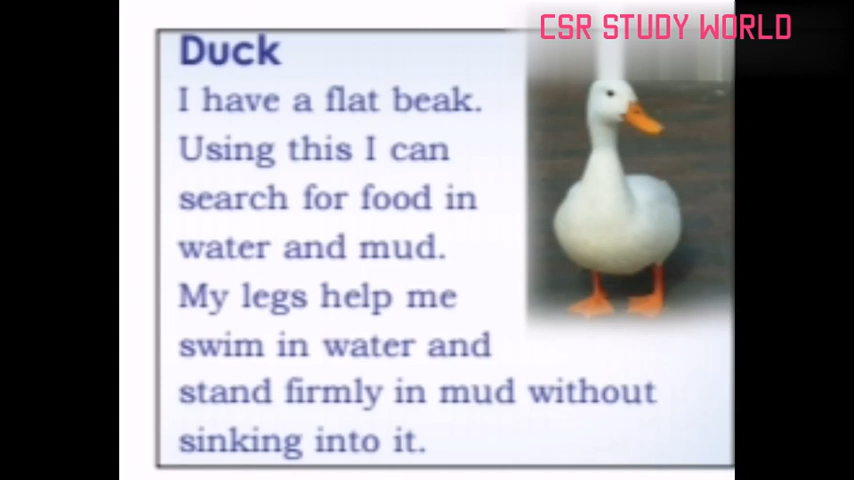 CSR STUDY WORLD
Duck
I have a flat beak.
Using this I can
search for food in
water and mud.
My legs help me
swim in water and
stand firmly in mud without
sinking into it.